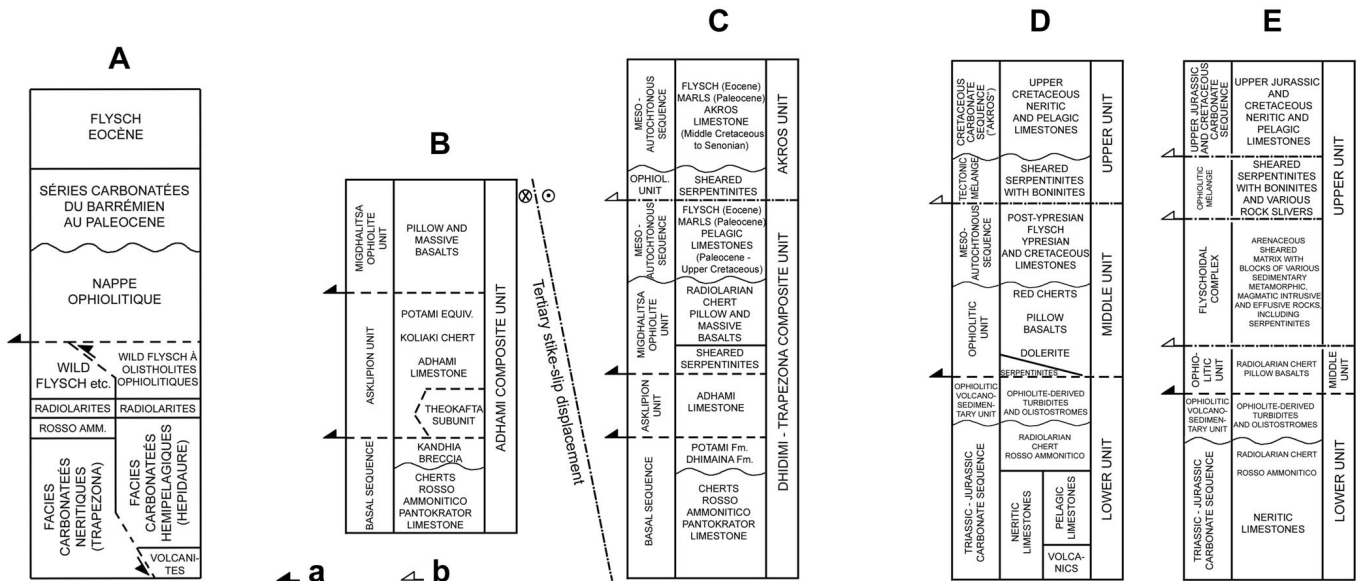 A
FLYSCH
EOCÈNE
SÉRIES CARBONATÉES
DU BARRÉMIEN
AU PALEOCENE
NAPPE
OPHIOLITIQUE
WILD
FLYSCH etc.
WILD FLYSCH À
OLISTHOLITES
OPHIOLITIQUES
RADIOLARITES
RADIOLARITES
ROSSO AMM.
FACIES
CARBONATEÉS
NERITIQUES
(TRAPEZONA)
FACIES
CARBONATEÉS
HEMIPELAGIQUES
(HEPIDAURE)
VOLCANI-
TES
B
MIGDHALITSA
OPHIOLITE
UNIT
PILLOW AND
MASSIVE
BASALTS
ASKLIPION UNIT
POTAMI EQUIV.
KOLIAKI CHERT
ADHAMI
LIMESTONE
THEOKAFTA
SUBUNIT
BASAL SEQUENCE
KANDHIA
BRECCIA
CHERTS
ROSSO
AMMONITICO
PANTOKRATOR
LIMESTONE
ADHAMI COMPOSITE UNIT
Tertiary stike-slip displacement
a
b
C
MESO-
AUTOCHTONOUS
SEQUENCE
FLYSCH (Eocene)
MARLS (Paleocene)
AKROS
LIMESTONE
(Middle Cretaceous
to Senonian)
OPHIOL.
UNIT
SHEARED
SERPENTINITES
AKROS UNIT
MESO-
AUTOCHTONOUS
SEQUENCE
FLYSCH (Eocene)
MARLS (Paleocene)
PELAGIC
LIMESTONES
(Paleocene -
Upper Cretaceous)
MIGDHALITSA
OPHIOLITE
UNIT
RADIOLARIAN
CHERT
PILLOW AND
MASSIVE
BASALTS
SHEARED
SERPENTINITES
ASKLIPION
UNIT
ADHAMI
LIMESTONE
BASAL SEQUENCE
POTAMI Fm.
DHIMAINA Fm.
CHERTS
ROSSO
AMMONITICO
PANTOKRATOR
LIMESTONE
DHIDIMI - TRAPEZONA COMPOSITE UNIT
D
CRETACEOUS
CARBONATE
SEQUENCE
("AKROS")
UPPER
CRETACEOUS
NERITIC
AND PELAGIC
LIMESTONES
TECTONIC
MÉLANGE
SHEARED
SERPENTINITES
WITH BONINITES
UPPER UNIT
MESO-
AUTOCHTONOUS
SEQUENCE
POST-YPRESIAN
FLYSCH
YPRESIAN
AND CRETACEOUS
LIMESTONES
OPHIOLITIC
UNIT
RED CHERTS
PILLOW
BASALTS
DOLERITE
SERPENTINITES
MIDDLE UNIT
OPHIOLITIC
VOLCANO-
SEDIMEN-
TARY UNIT
OPHIOLITE-DERIVED
TURBIDITES
AND OLISTOSTROMES
TRIASSIC - JURASSIC
CARBONATE SEQUENCE
RADIOLARIAN
CHERT
ROSSO AMMONITICO
NERITIC
LIMESTONES
PELAGIC
LIMESTONES
VOLCA-
NICS
LOWER UNIT
E
UPPER JURASSIC
AND CRETACEOUS
CARBONATE
SEQUENCE
UPPER JURASSIC
AND
CRETACEOUS
NERITIC AND
PELAGIC
LIMESTONES
OPHIOLITIC
MÉLANGE
SHEARED
SERPENTINITES
WITH BONINITES
AND VARIOUS
ROCK SLIVERS
FLYSCHOIDAL
COMPLEX
ARENACEOUS
SHEARED
MATRIX WITH
BLOCKS OF VARIOUS
SEDIMENTARY
METAMORPHIC,
MAGMATIC INTRUSIVE
AND EFFUSIVE ROCKS,
INCLUDING
SERPENTINITES
UPPER UNIT
OPHIO-
LITIC
UNIT
RADIOLARIAN CHERT
PILLOW BASALTS
MIDDLE
UNIT
OPHIOLITIC
VOLCANO-
SEDIMEN-
TARY UNIT
OPHIOLITE-DERIVED
TURBIDITES
AND OLISTOSTROMES
TRIASSIC - JURASSIC
CARBONATE SEQUENCE
RADIOLARIAN CHERT
ROSSO AMMONITICO
NERITIC
LIMESTONES
LOWER UNIT